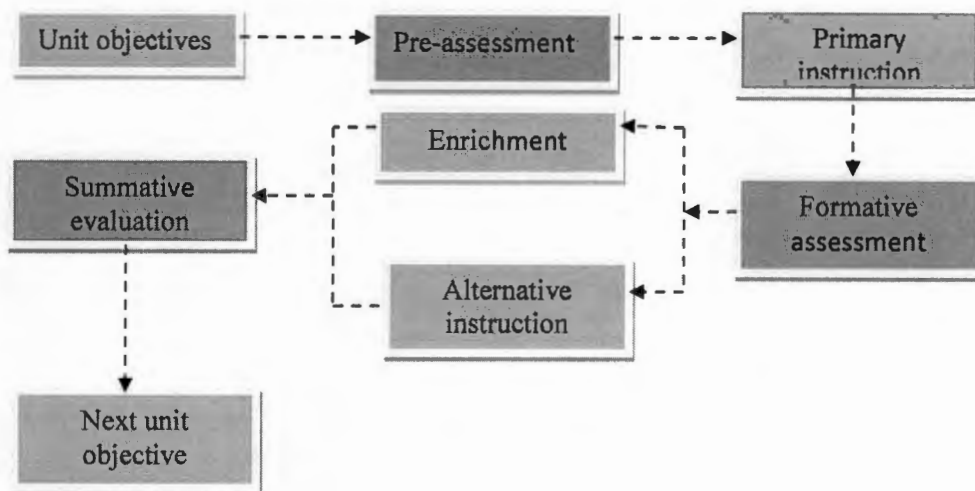 Unit objectives
Pre-assessment
Primary
instruction
Enrichment
Summative
evaluation
Formative
assessment
Alternative
instruction
Next unit
objective